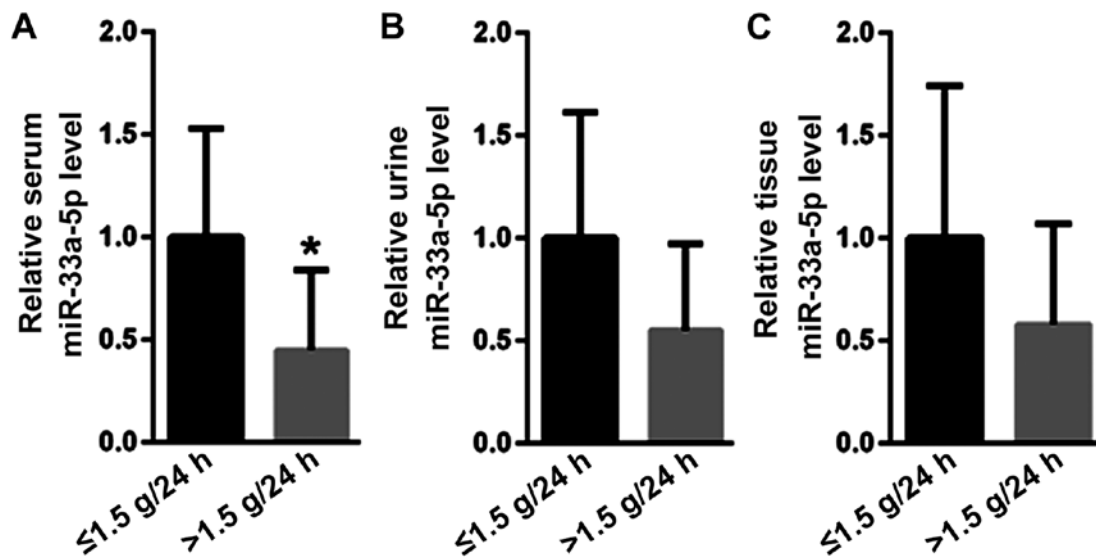 A
Relative serum
miR-33a-5p level
2.0
1.5
1.0
0.5
0.0
*
≤1.5 g/24 h
>1.5 g/24 h
B
Relative urine
miR-33a-5p level
2.0
1.5
1.0
0.5
0.0
≤1.5 g/24 h
>1.5 g/24 h
C
Relative tissue
miR-33a-5p level
2.0
1.5
1.0
0.5
0.0
≤1.5 g/24 h
>1.5 g/24 h